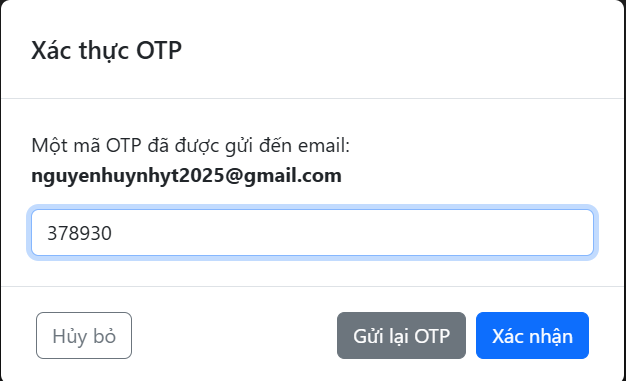 Xác thực OTP
Một mã OTP đã được gửi đến email:
nguyenhuynhyt2025@gmail.com
378930
Hủy bỏ
Gửi lại OTP
Xác nhận